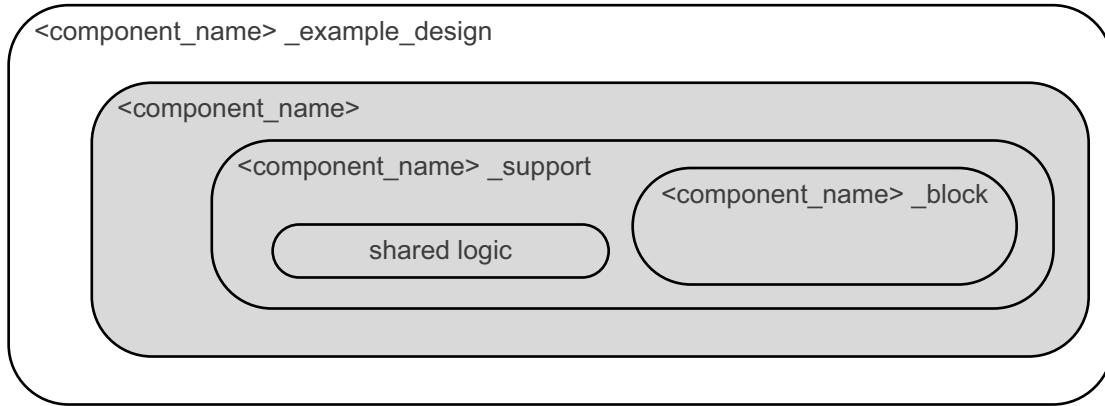 <component_name> _example_design
<component_name>
<component_name> _support
<component_name> _block
shared logic